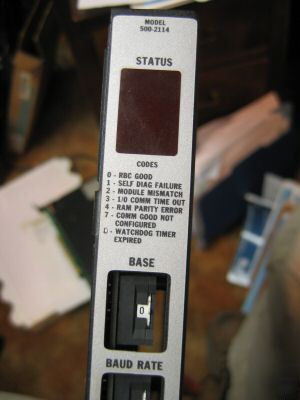 MODEL
500-2114
STATUS
CODES
0 - RBC GOOD
1 - SELF DIAG FAILURE
2 - MODULE MISMATCH
3 - I/O COMM TIME OUT
4 - RAM PARITY ERROR
7 - COMM GOOD NOT
CONFIGURED
- WATCHDOG TIMER
EXPIRED
BASE
0
BAUD RATE